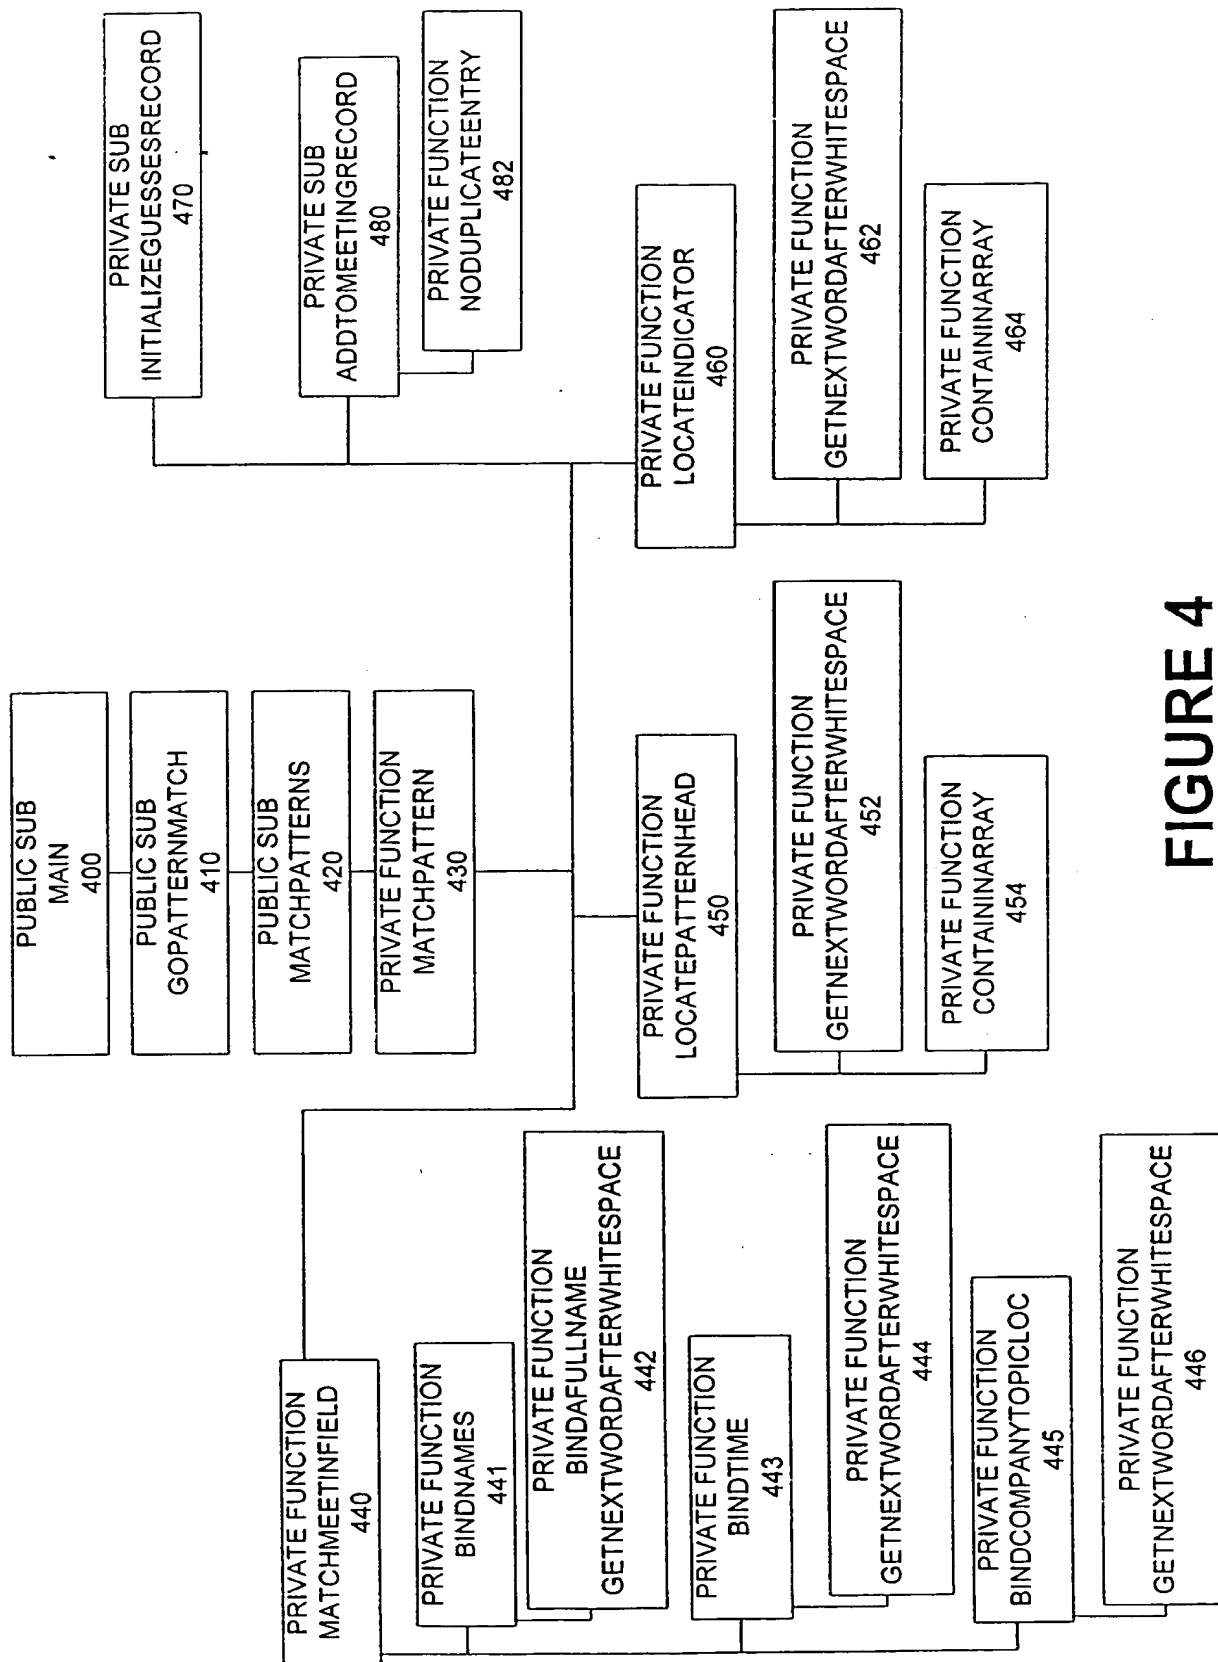 PUBLIC SUB
MAIN
400
PUBLIC SUB
GOPATTERNMATCH
410
PUBLIC SUB
MATCHPATTERNS
420
PRIVATE FUNCTION
MATCHPATTERN
430
PRIVATE FUNCTION
MATCHMEETINFIELD
440
PRIVATE FUNCTION
BINDNAMES
441
PRIVATE FUNCTION
BINDAFULLNAME
GETNEXTWORDAFTERWHITESPACE
442
PRIVATE FUNCTION
BINDTIME
443
PRIVATE FUNCTION
GETNEXTWORDAFTERWHITESPACE
444
PRIVATE FUNCTION
BINDCOMPANYTOPICLOC
445
PRIVATE FUNCTION
GETNEXTWORDAFTERWHITESPACE
446
PRIVATE FUNCTION
LOCATEPATTERNHEAD
450
PRIVATE FUNCTION
GETNEXTWORDAFTERWHITESPACE
452
PRIVATE FUNCTION
CONTAININARRAY
454
PRIVATE FUNCTION
LOCATEINDICATOR
460
PRIVATE FUNCTION
GETNEXTWORDAFTERWHITESPACE
462
PRIVATE FUNCTION
CONTAININARRAY
464
PRIVATE SUB
INITIALIZEGUESSESRECORD
470
PRIVATE SUB
ADDTOMEETINGRECORD
480
PRIVATE FUNCTION
NODUPLICATEENTRY
482
FIGURE 4